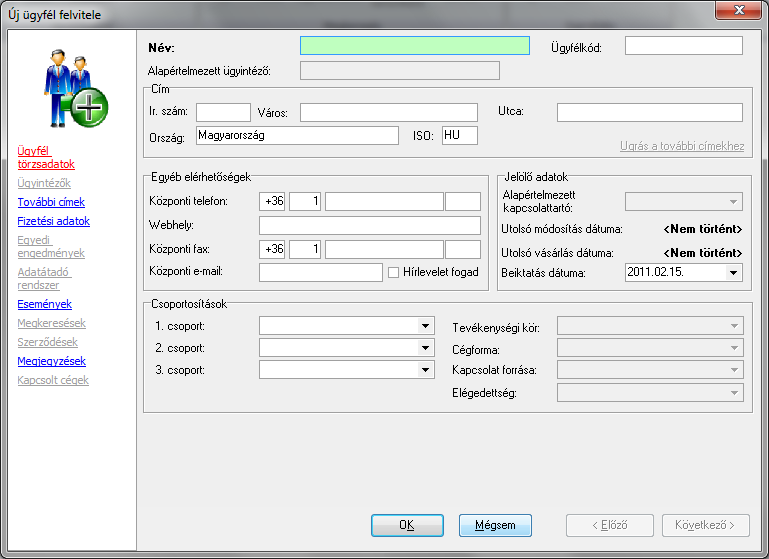 Új ügyfél felvitele
Név:
Ügyfélkód:
Alapértelmezett ügyintéző:
Cím
Ir. szám:
Város:
Utca:
Ország:
Magyarország
ISO:
HU
Ugrás a további címekhez
Ügyfél
törzsadatok
Ügyintézők
További címek
Fizetési adatok
Egyedi
engedmények
Adatátadó
rendszer
Események
Megkeresések
Szerződések
Megjegyzések
Kapcsolt cégek
Egyéb elérhetőségek
Központi telefon:
+36
1
Webhely:
Központi fax:
+36
1
Központi e-mail:
Hírlevelet fogad
Jelölő adatok
Alapértelmezett
kapcsolattartó:
Utolsó módosítás dátuma:
<Nem történt>
Utolsó vásárlás dátuma:
<Nem történt>
Beiktatás dátuma:
2011.02.15.
Csoportosítások
1. csoport:
2. csoport:
3. csoport:
Tevékenységi kör:
Cégforma:
Kapcsolat forrása:
Elégedettség:
OK
Mégsem
< Előző
Következő >